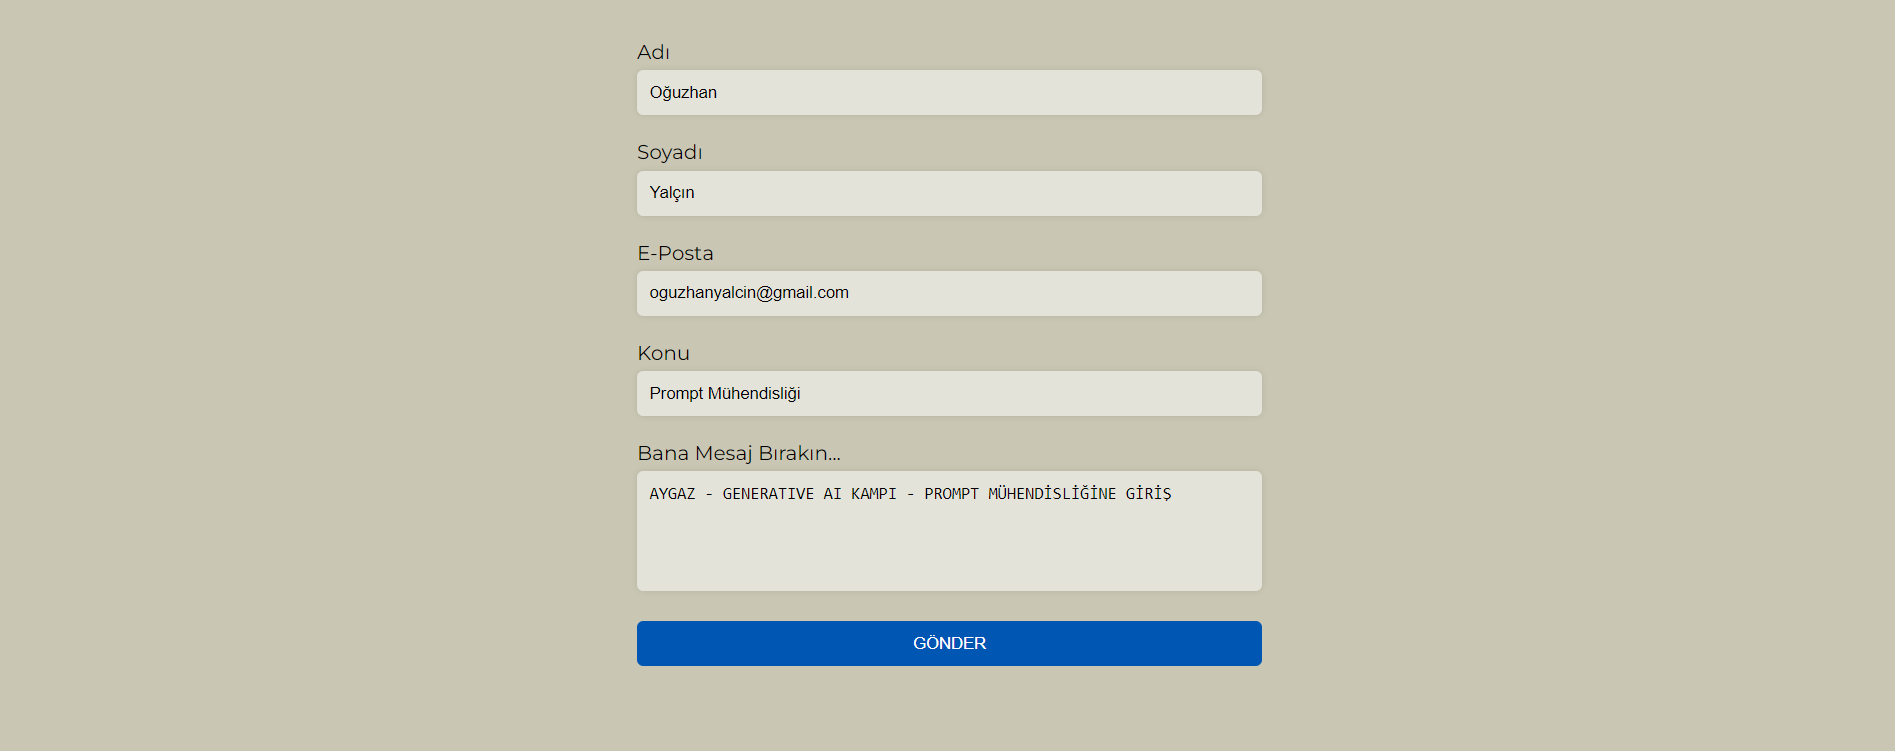 Adı
Oğuzhan
Soyadı
Yalçın
E-Posta
oguzhanyalcin@gmail.com
Konu
Prompt Mühendisliği
Bana Mesaj Bırakın...
AYGAZ - GENERATIVE AI KAMPI - PROMPT MÜHENDİSLİĞİNE GİRİŞ
GÖNDER